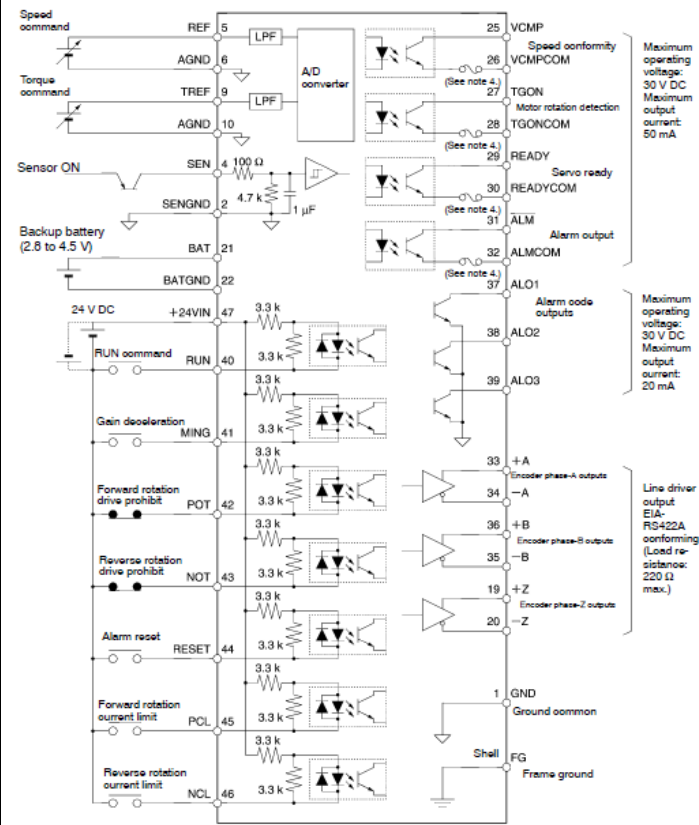 Speed
command
REF 5
LPF
AGND 6
Torque
command
TREF 9
LPF
A/D
converter
AGND 10
Sensor ON
SEN 4 100 Ω
4.7 k
1 µF
SENGND 2
Backup battery
(2.8 to 4.5 V)
BAT 21
BATGND 22
24 V DC
+24VIN 47
3.3 k
3.3 k
RUN command
RUN 40
3.3 k
3.3 k
Gain deceleration
MING 41
3.3 k
3.3 k
Forward rotation
drive prohibit
POT 42
3.3 k
3.3 k
Reverse rotation
drive prohibit
NOT 43
3.3 k
3.3 k
Alarm reset
RESET 44
3.3 k
3.3 k
Forward rotation
current limit
PCL 45
3.3 k
3.3 k
Reverse rotation
current limit
NCL 46
25 VCMP
Speed conformity
26 VCMPCOM
(See note 4.)
27 TGON
Motor rotation detection
28 TGONCOM
(See note 4.)
29 READY
Servo ready
30 READYCOM
(See note 4.)
31 ALM
Alarm output
32 ALMCOM
(See note 4.)
Maximum
operating
voltage:
30 V DC
Maximum
output
current:
50 mA
37 ALO1
Alarm code
outputs
38 ALO2
39 ALO3
Maximum
operating
voltage:
30 V DC
Maximum
output
current:
20 mA
33 +A
Encoder phase-A outputs
34 −A
36 +B
Encoder phase-B outputs
35 −B
19 +Z
Encoder phase-Z outputs
20 −Z
Line driver
output
EIA-
RS422A
conforming
(Load re-
sistance:
220 Ω
max.)
1 GND
Ground common
Shell FG
Frame ground